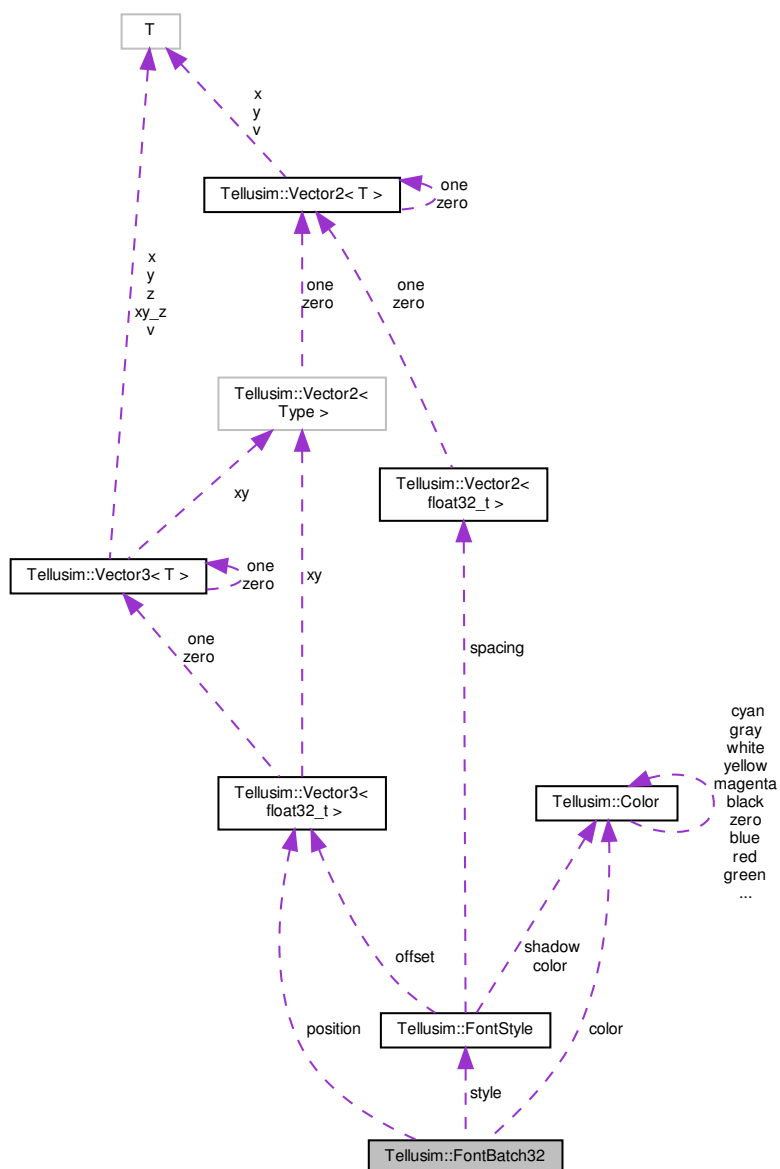 T
x
y
v
Tellusim::Vector2< T >
one
zero
x
y
z
xy_z
v
one
zero
one
zero
Tellusim::Vector2<
Type >
Tellusim::Vector2<
float32_t >
xy
Tellusim::Vector3< T >
one
zero
xy
one
zero
spacing
cyan
gray
white
yellow
magenta
black
zero
blue
red
green
...
Tellusim::Vector3<
float32_t >
Tellusim::Color
offset
shadow
color
Tellusim::FontStyle
position
color
style
Tellusim::FontBatch32